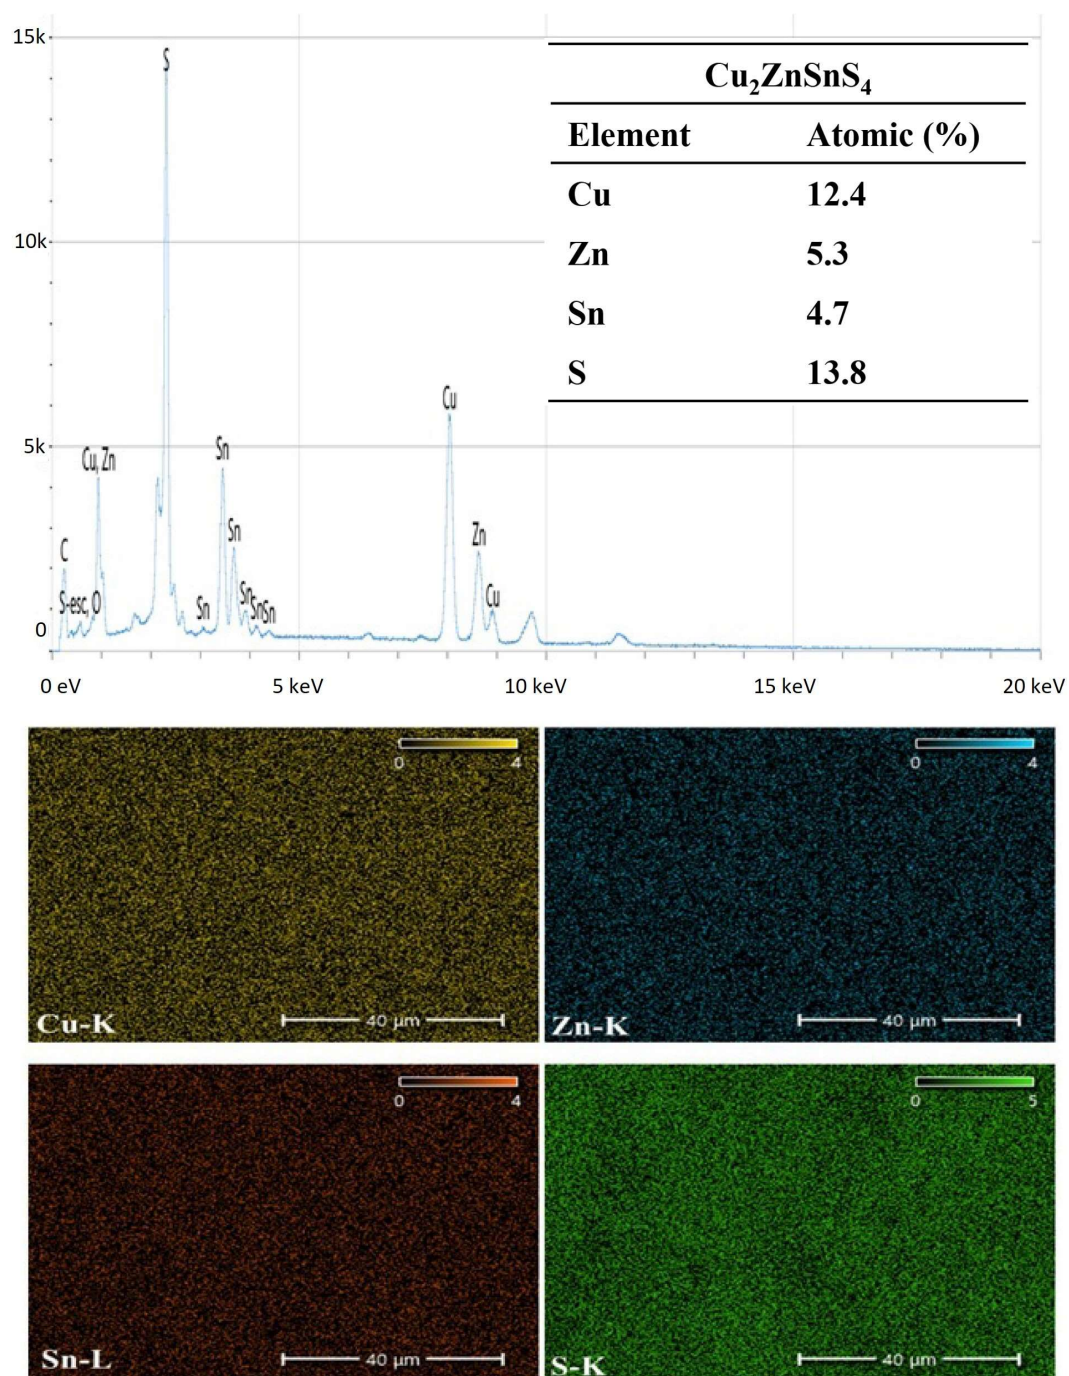 15k
10k
5k
0
S
Cu, Zn
C
S-esc, O
Sn
Sn
Sn
Sn
Sn
Sn
Cu
Zn
Cu
0 eV 5 keV 10 keV 15 keV 20 keV
Cu₂ZnSnS₄
Element Atomic (%)
Cu 12.4
Zn 5.3
Sn 4.7
S 13.8
0 4
Cu-K 40 µm
0 4
Zn-K 40 µm
0 4
Sn-L 40 µm
0 5
S-K 40 µm